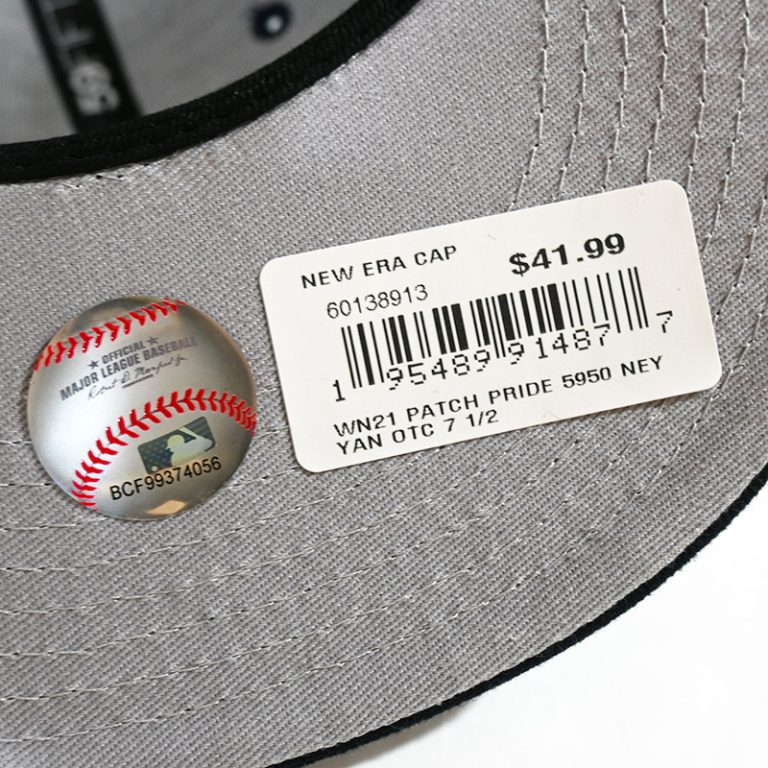 NEW ERA CAP
$41.99
60138913
1 95489 91487 7
WN21 PATCH PRIDE 5950 NEY
YAN OTC 7 1/2
OFFICIAL
MAJOR LEAGUE BASEBALL
BCF99374056